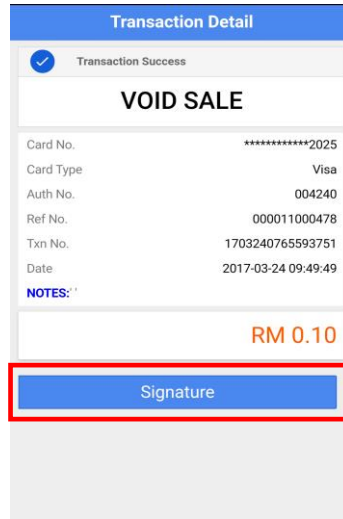 Transaction Detail
Transaction Success
VOID SALE
Card No. ************2025
Card Type Visa
Auth No. 004240
Ref No. 000011000478
Txn No. 1703240765593751
Date 2017-03-24 09:49:49
NOTES:' '
RM 0.10
Signature